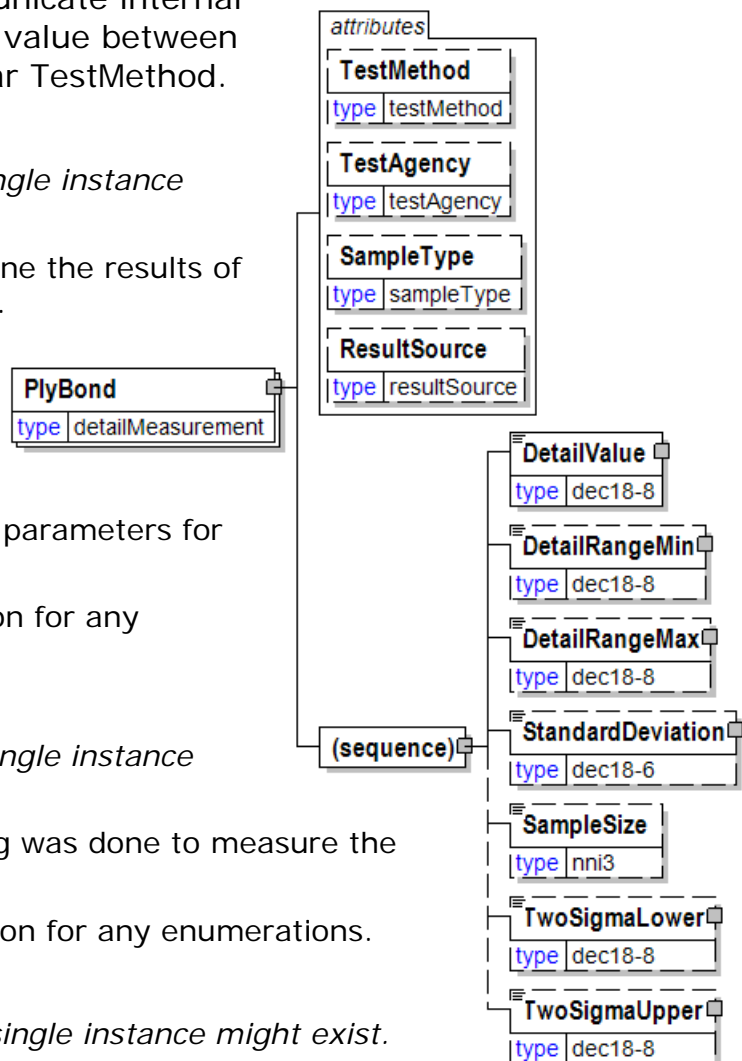 unicate internal
value between
ar TestMethod.
ngle instance
ne the results of
.
parameters for
on for any
ngle instance
g was done to measure the
on for any enumerations.
single instance might exist.
attributes
TestMethod
type testMethod
TestAgency
type testAgency
SampleType
type sampleType
ResultSource
type resultSource
PlyBond
type detailMeasurement
(sequence)
DetailValue
type dec18-8
DetailRangeMin
type dec18-8
DetailRangeMax
type dec18-8
StandardDeviation
type dec18-6
SampleSize
type nni3
TwoSigmaLower
type dec18-8
TwoSigmaUpper
type dec18-8